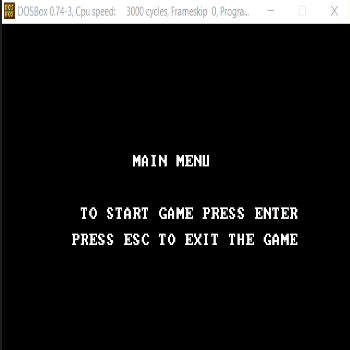 DOSBox 0.74-3, Cpu speed: 3000 cycles, Frameskip 0, Progra...
MAIN MENU
TO START GAME PRESS ENTER
PRESS ESC TO EXIT THE GAME